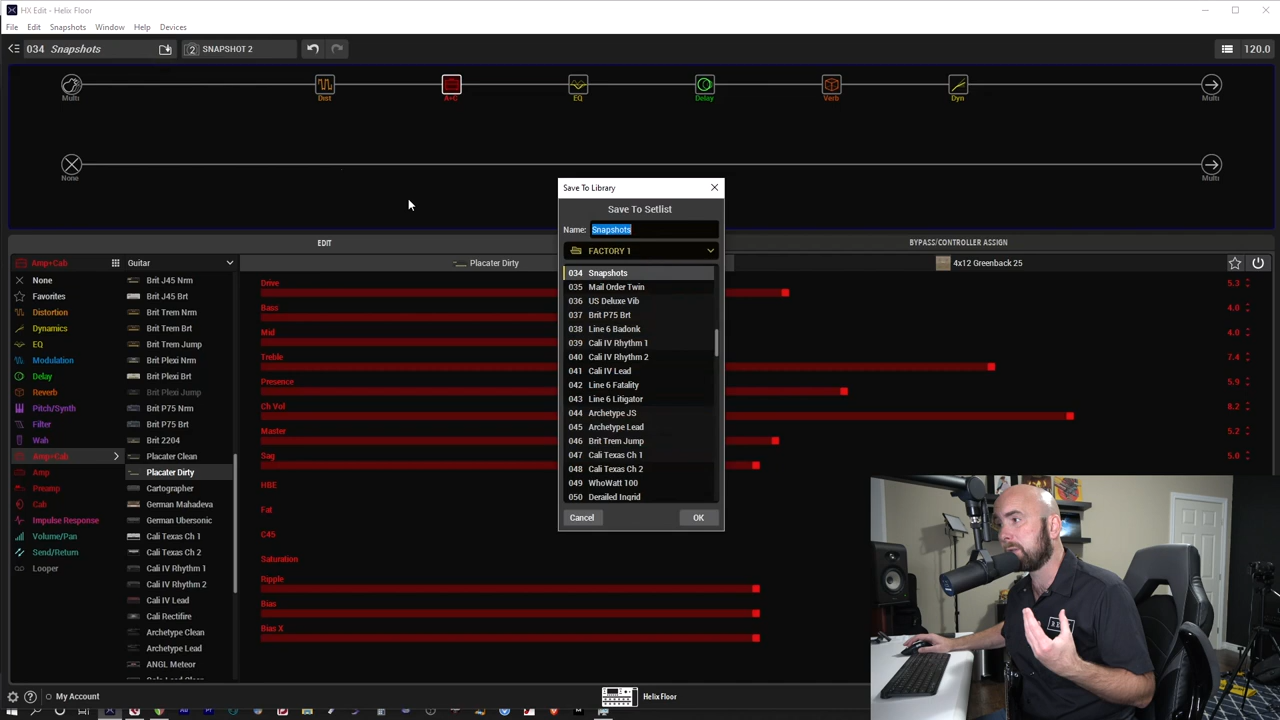 HX Edit - Helix Floor
File Edit Snapshots Window Help Devices
034 Snapshots
2 SNAPSHOT 2
120.0
Multi
Dist
A+C
EQ
Delay
Verb
Dyn
Multi
None
Multi
Save To Library
Save To Setlist
Name: Snapshots
FACTORY 1
034 Snapshots
035 Mail Order Twin
036 US Deluxe Vib
037 Brit P75 Brt
038 Line 6 Badonk
039 Cali IV Rhythm 1
040 Cali IV Rhythm 2
041 Cali IV Lead
042 Line 6 Fatality
043 Line 6 Litigator
044 Archetype JS
045 Archetype Lead
046 Brit Trem Jump
047 Cali Texas Ch 1
048 Cali Texas Ch 2
049 WhoWatt 100
050 Derailed Ingrid
Cancel
OK
EDIT
BYPASS/CONTROLLER ASSIGN
Amp+Cab
Guitar
Placater Dirty
4x12 Greenback 25
None
Favorites
Distortion
Dynamics
EQ
Modulation
Delay
Reverb
Pitch/Synth
Filter
Wah
Amp+Cab
Amp
Preamp
Cab
Impulse Response
Volume/Pan
Send/Return
Looper
Brit J45 Nrm
Brit J45 Brt
Brit Trem Nrm
Brit Trem Brt
Brit Trem Jump
Brit Plexi Nrm
Brit Plexi Brt
Brit Plexi Jump
Brit P75 Nrm
Brit P75 Brt
Brit 2204
Placater Clean
Placater Dirty
Cartographer
German Mahadeva
German Ubersonic
Cali Texas Ch 1
Cali Texas Ch 2
Cali IV Rhythm 1
Cali IV Rhythm 2
Cali IV Lead
Cali Rectifire
Archetype Clean
Archetype Lead
ANGL Meteor
Drive 5.3
Bass 4.0
Mid 4.0
Treble 7.4
Presence 5.9
Ch Vol 8.2
Master 5.2
Sag 5.0
HBE
Fat
C45
Saturation
Ripple
Bias
Bias X
My Account
Helix Floor